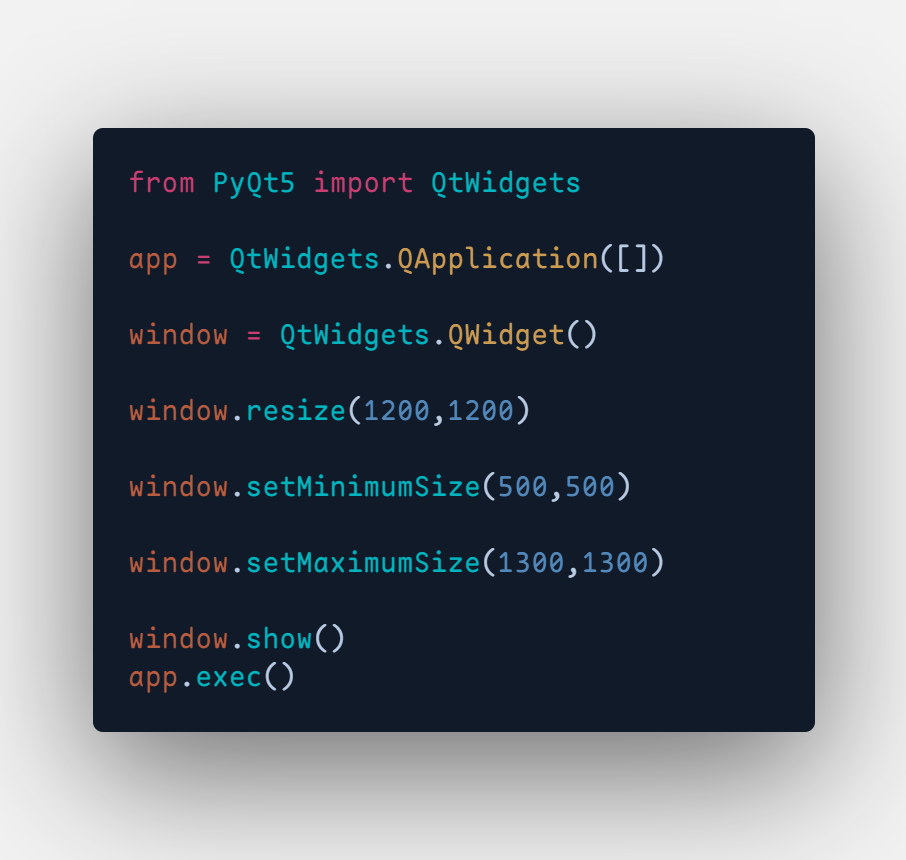 from PyQt5 import QtWidgets
app = QtWidgets.QApplication([])
window = QtWidgets.QWidget()
window.resize(1200,1200)
window.setMinimumSize(500,500)
window.setMaximumSize(1300,1300)
window.show()
app.exec()